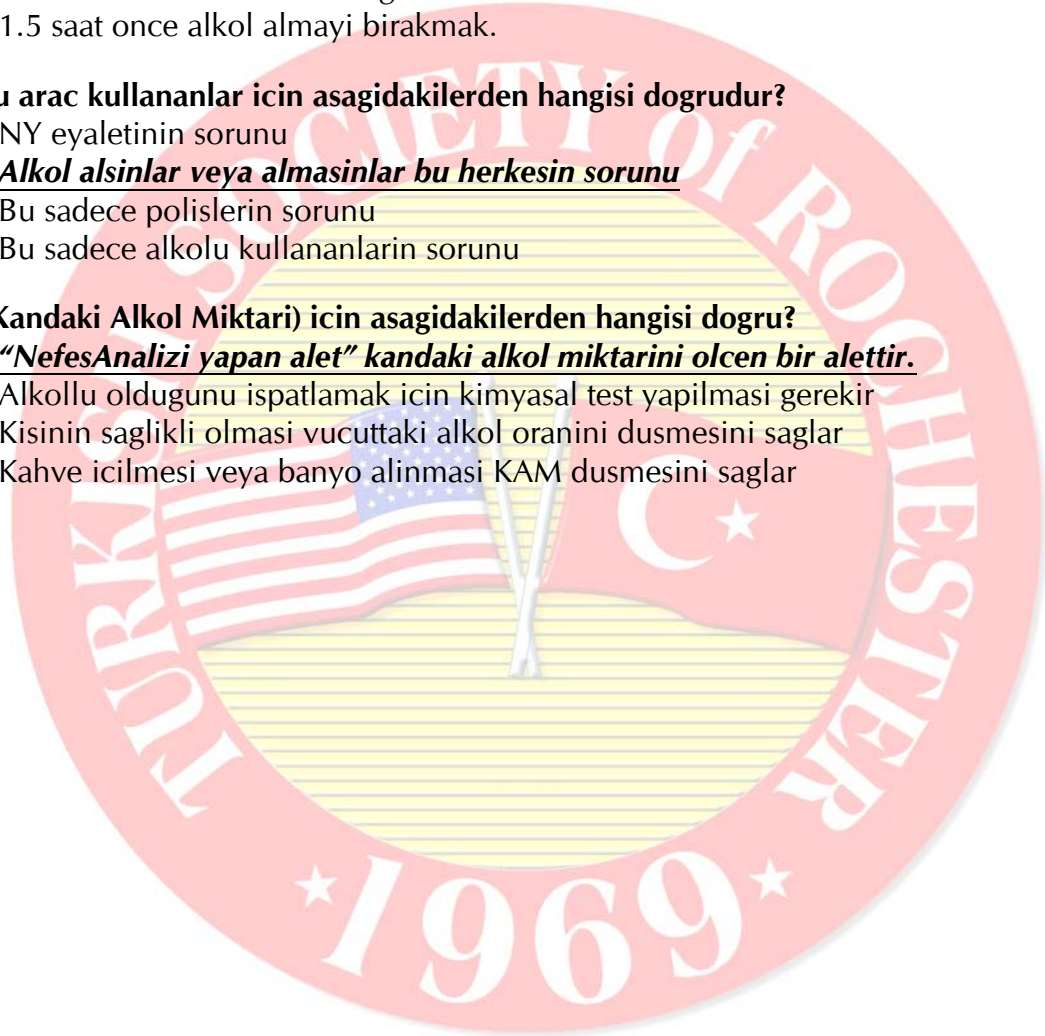 1.5 saat once alkol almayi birakmak.
u arac kullananlar icin asagidakilerden hangisi dogrudur?
NY eyaletinin sorunu
Alkol alsinlar veya almasinlar bu herkesin sorunu
Bu sadece polislerin sorunu
Bu sadece alkolu kullananlarin sorunu
Kandaki Alkol Miktari) icin asagidakilerden hangisi dogru?
“NefesAnalizi yapan alet” kandaki alkol miktarini olcen bir alettir.
Alkollu oldugunu ispatlamak icin kimyasal test yapilmasi gerekir
Kisinin saglikli olmasi vucuttaki alkol oranini dusmesini saglar
Kahve icilmesi veya banyo alinmasi KAM dusmesini saglar
TURKISH SOCIETY of ROCHESTER
1969